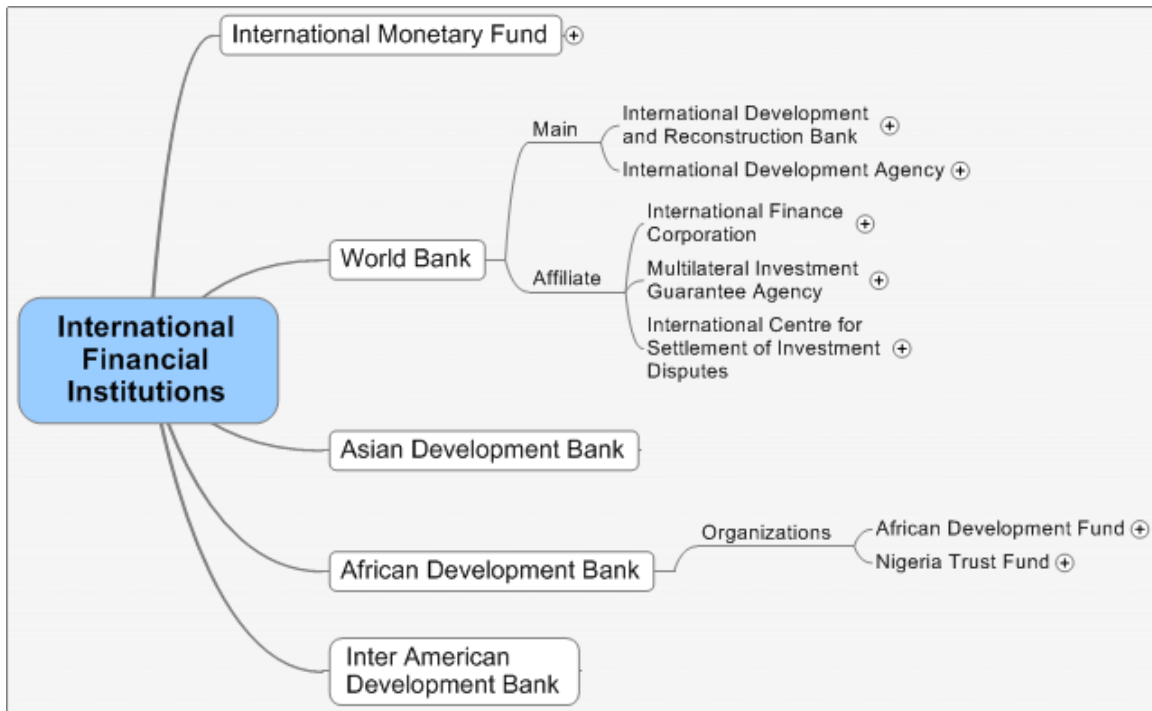 International Monetary Fund
International Development
and Reconstruction Bank
Main
International Development Agency
International Finance
Corporation
World Bank
Affiliate
Multilateral Investment
Guarantee Agency
International Centre for
Settlement of Investment
Disputes
International
Financial
Institutions
Asian Development Bank
Organizations
African Development Fund
Nigeria Trust Fund
African Development Bank
Inter American
Development Bank